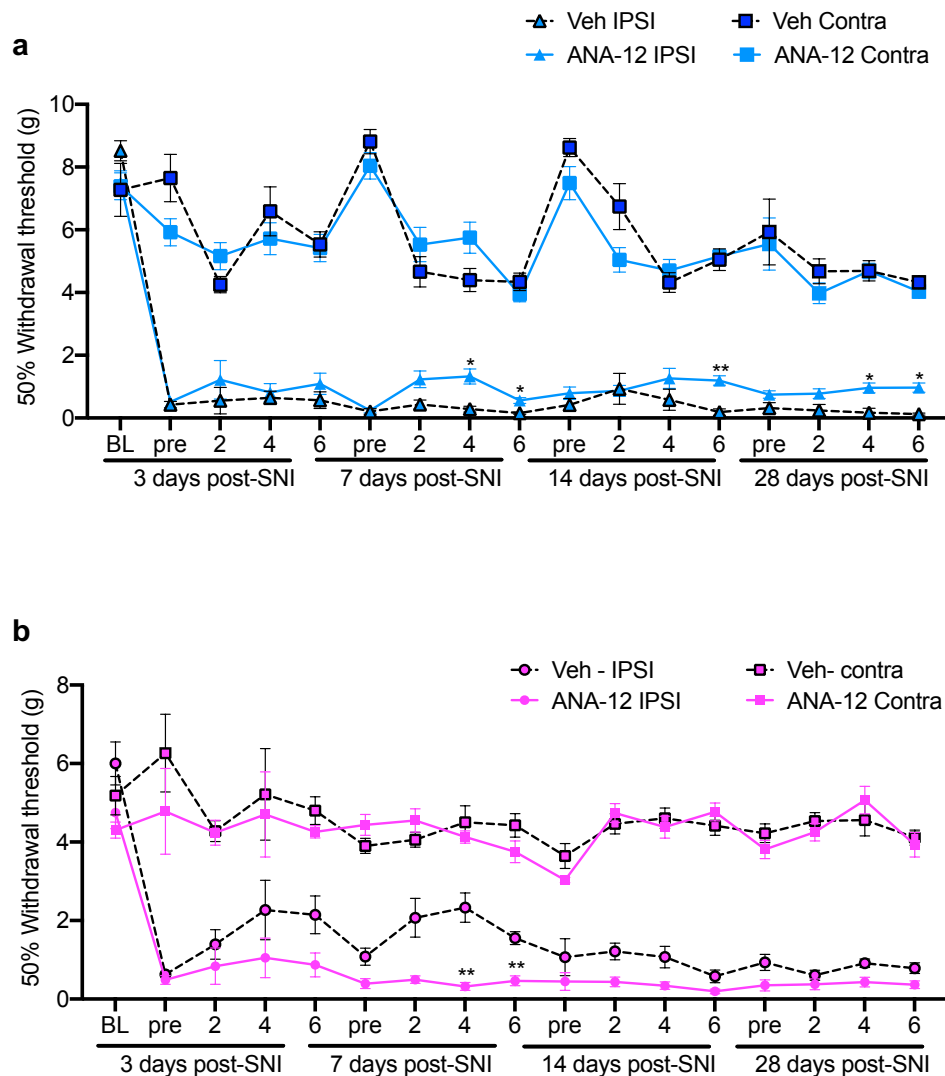 a
Veh IPSI
Veh Contra
ANA-12 IPSI
ANA-12 Contra
50% Withdrawal threshold (g)
10
8
6
4
2
0
* * ** * *
BL pre 2 4 6 pre 2 4 6 pre 2 4 6 pre 2 4 6
3 days post-SNI 7 days post-SNI 14 days post-SNI 28 days post-SNI
b
Veh - IPSI
Veh- contra
ANA-12 IPSI
ANA-12 Contra
50% Withdrawal threshold (g)
8
6
4
2
0
** **
BL pre 2 4 6 pre 2 4 6 pre 2 4 6 pre 2 4 6
3 days post-SNI 7 days post-SNI 14 days post-SNI 28 days post-SNI